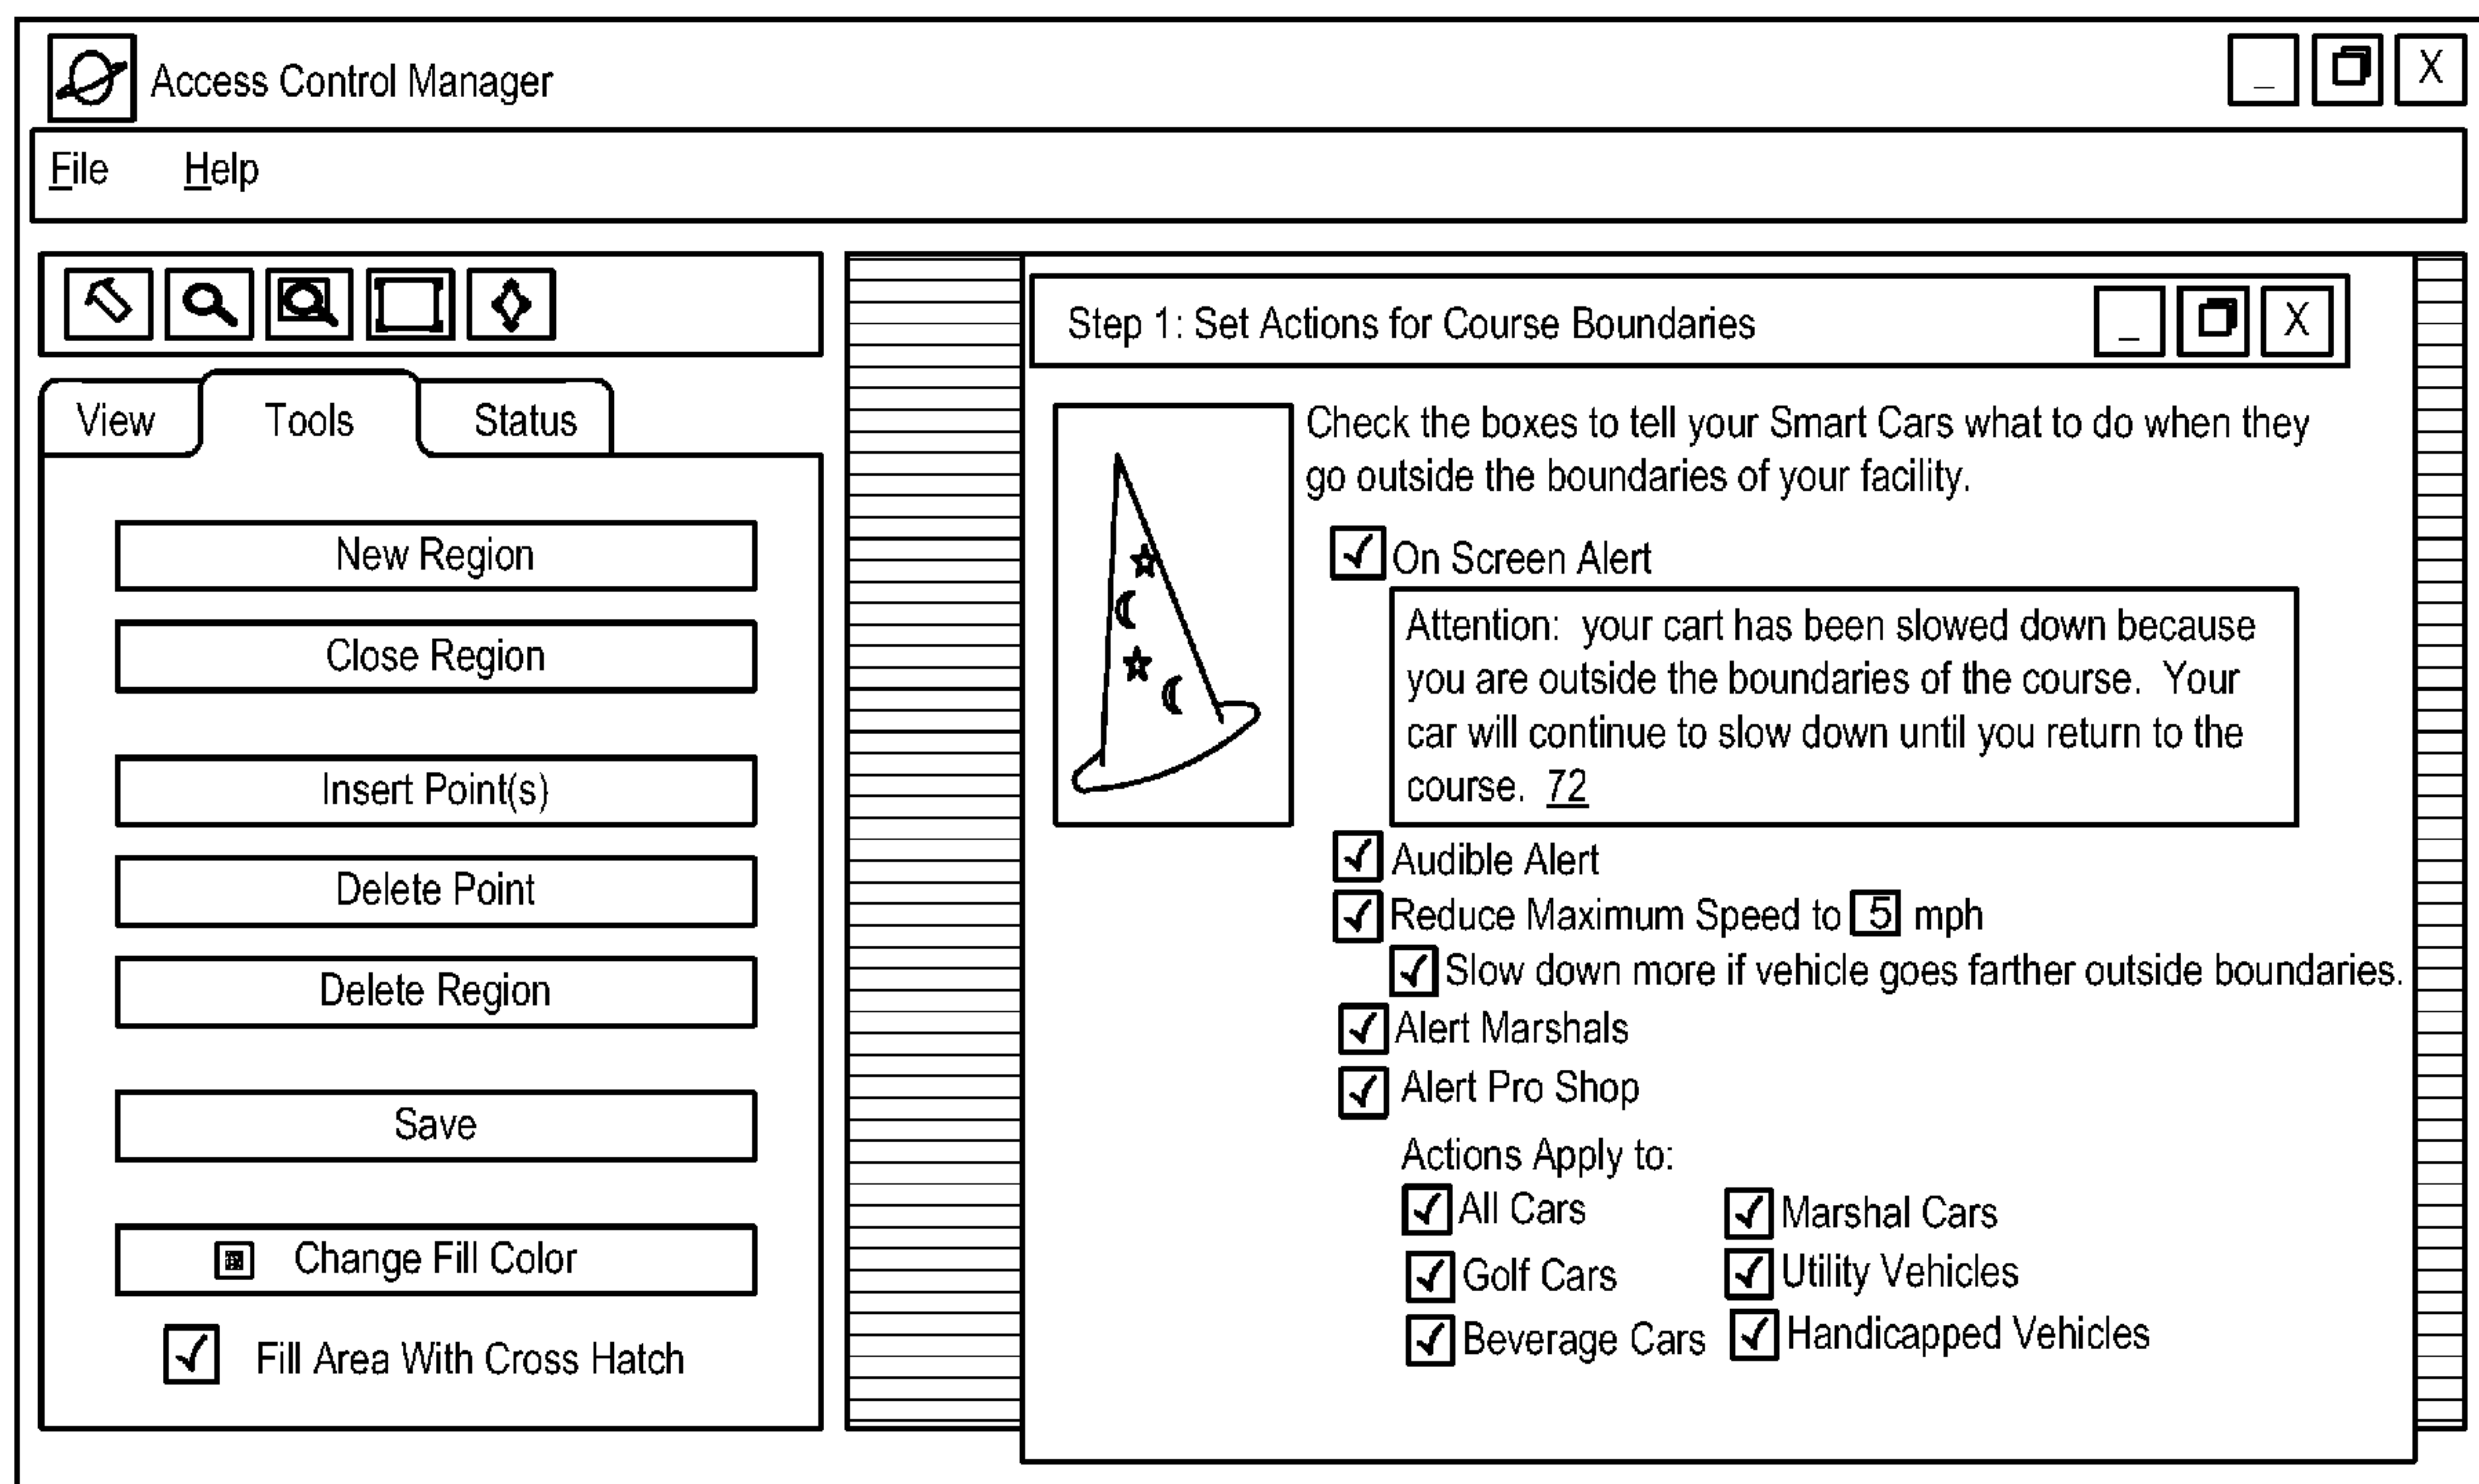 Access Control Manager
_ X
File Help
View Tools Status
New Region
Close Region
Insert Point(s)
Delete Point
Delete Region
Save
Change Fill Color
Fill Area With Cross Hatch
Step 1: Set Actions for Course Boundaries
_ X
Check the boxes to tell your Smart Cars what to do when they
go outside the boundaries of your facility.
On Screen Alert
Attention: your cart has been slowed down because
you are outside the boundaries of the course. Your
car will continue to slow down until you return to the
course. 72
Audible Alert
Reduce Maximum Speed to 5 mph
Slow down more if vehicle goes farther outside boundaries.
Alert Marshals
Alert Pro Shop
Actions Apply to:
All Cars Marshal Cars
Golf Cars Utility Vehicles
Beverage Cars Handicapped Vehicles